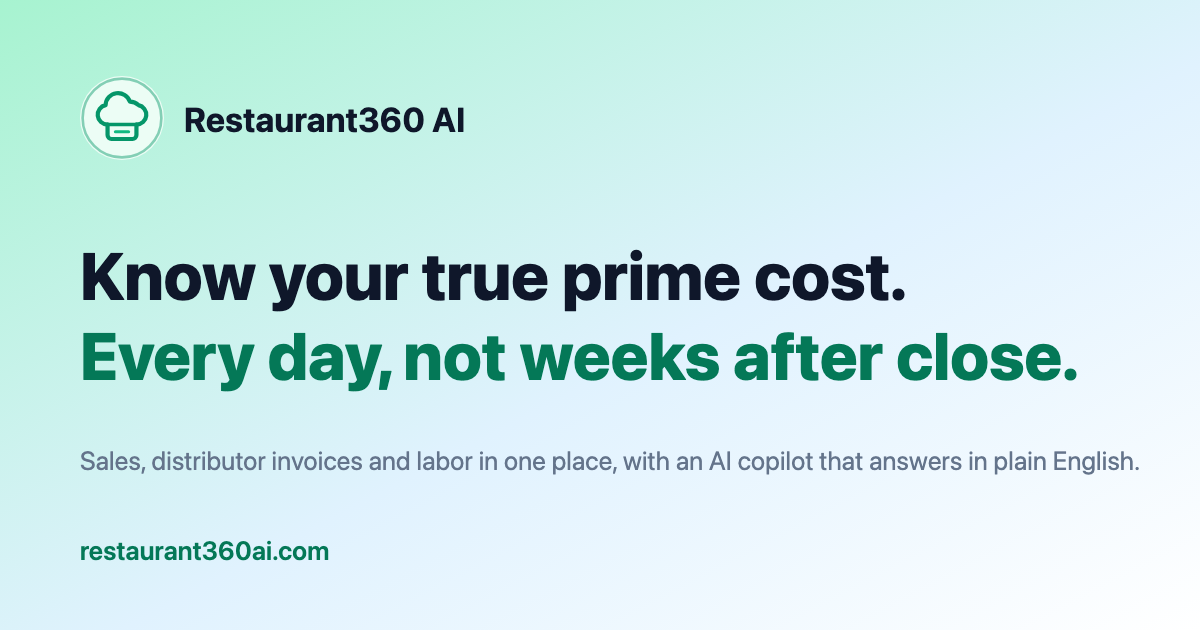 Restaurant360 AI
Know your true prime cost.
Every day, not weeks after close.
Sales, distributor invoices and labor in one place, with an AI copilot that answers in plain English.
restaurant360ai.com